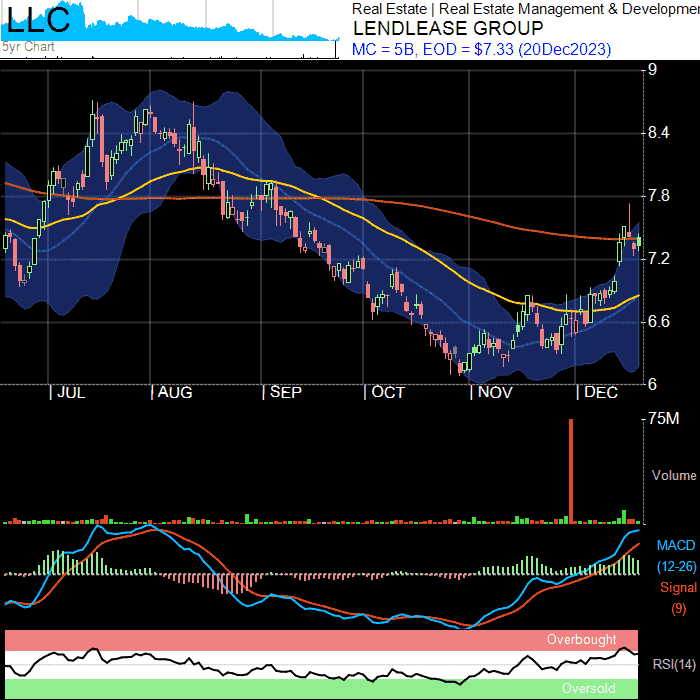 LLC
Real Estate | Real Estate Management & Developmen
LENDLEASE GROUP
5yr Chart
MC = 5B, EOD = $7.33 (20Dec2023)
9
8.4
7.8
7.2
6.6
6
| JUL | AUG | SEP | OCT | NOV | DEC
75M
Volume
MACD
(12-26)
Signal
(9)
Overbought
RSI(14)
Oversold